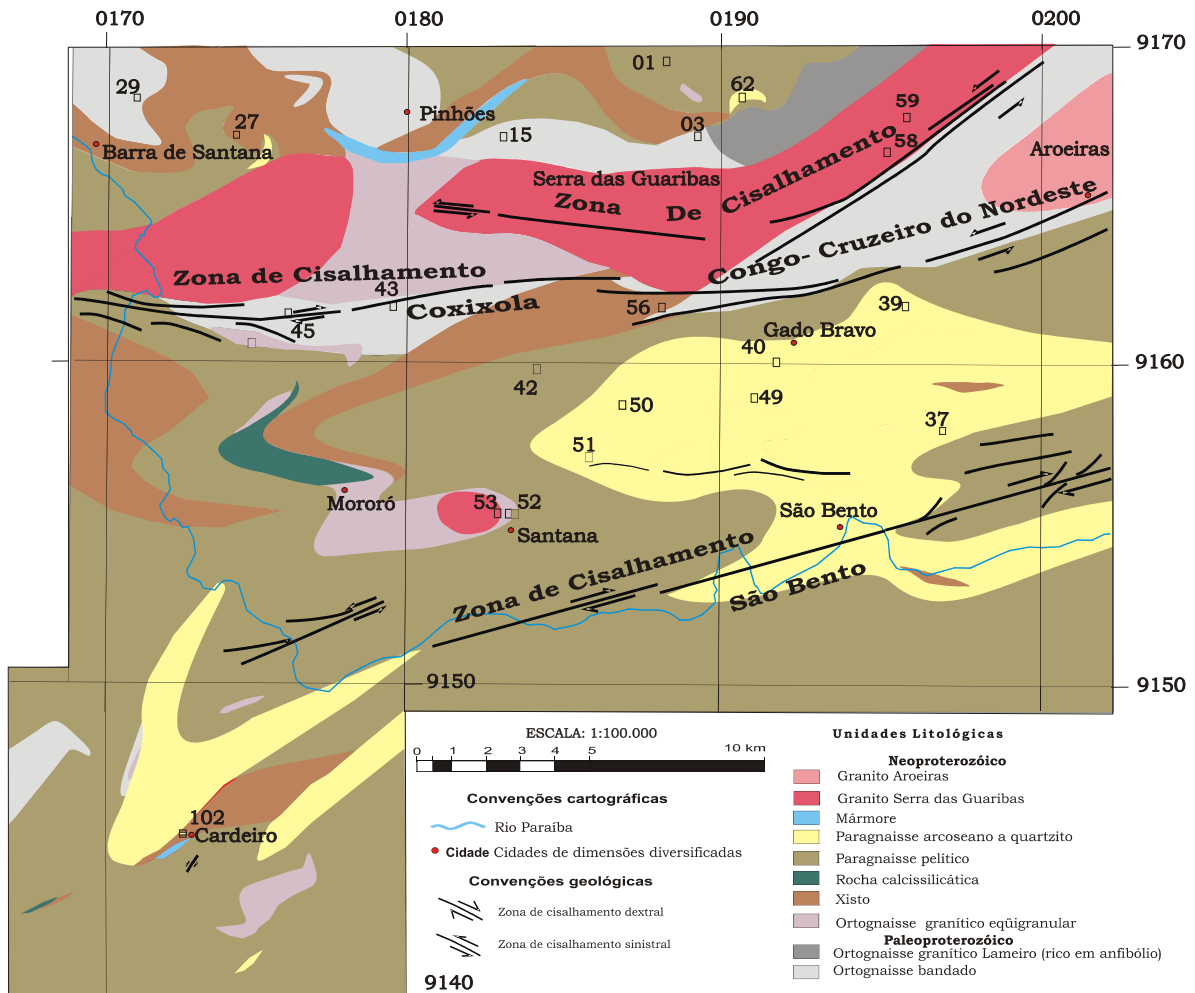 0170 0180 0190 0200
9170
01
29
62
59
Pinhões
27
03
15
58
Barra de Santana
Aroeiras
Serra das Guaribas
Zona De Cisalhamento
Congo- Cruzeiro do Nordeste
Zona de Cisalhamento
43
Coxixola
56
39
45
Gado Bravo
40
9160
42
49
50
37
51
Mororó
53 52
São Bento
Santana
Zona de Cisalhamento
São Bento
9150
9150
ESCALA: 1:100.000
0 1 2 3 4 5 10 km
Convenções cartográficas
Rio Paraíba
Cidade Cidades de dimensões diversificadas
Convenções geológicas
Zona de cisalhamento dextral
Zona de cisalhamento sinistral
9140
102
Cardeiro
Unidades Litológicas
Neoproterozóico
Granito Aroeiras
Granito Serra das Guaribas
Mármore
Paragnaisse arcoseano a quartzito
Paragnaisse pelítico
Rocha calcissilicática
Xisto
Ortognaisse granítico eqüigranular
Paleoproterozóico
Ortognaisse granítico Lameiro (rico em anfibólio)
Ortognaisse bandado